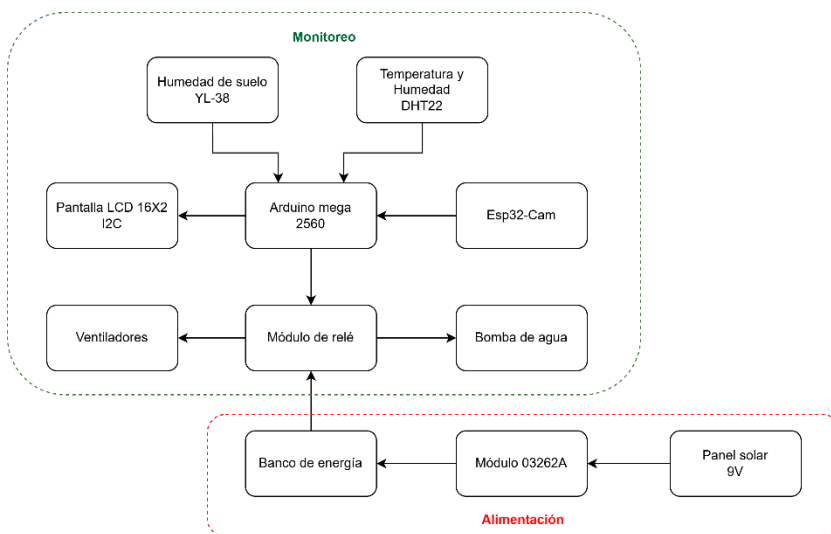 Monitoreo
Humedad de suelo
YL-38
Temperatura y
Humedad
DHT22
Pantalla LCD 16X2
I2C
Arduino mega
2560
Esp32-Cam
Ventiladores
Módulo de relé
Bomba de agua
Banco de energía
Módulo 03262A
Panel solar
9V
Alimentación